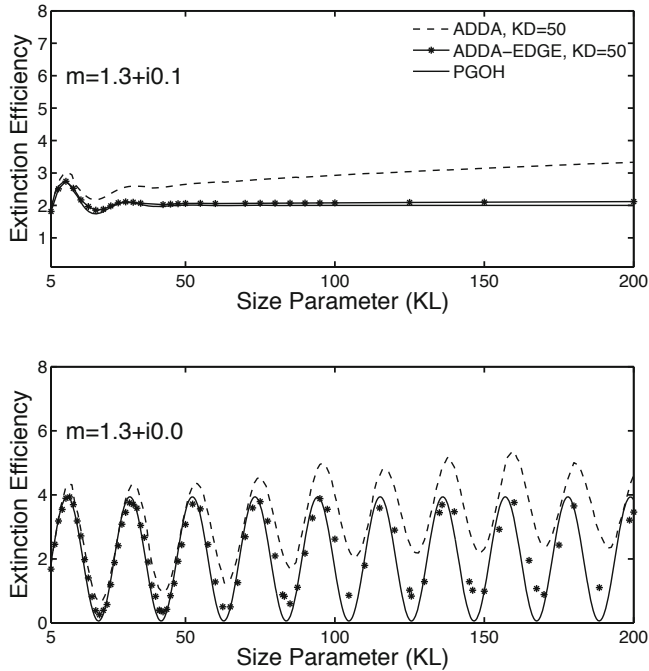 8
7
6
5
4
3
2
1
Extinction Efficiency
m=1.3+i0.1
ADDA, KD=50
ADDA-EDGE, KD=50
PGOH
5 50 100 150 200
Size Parameter (KL)
8
6
4
2
0
Extinction Efficiency
m=1.3+i0.0
5 50 100 150 200
Size Parameter (KL)